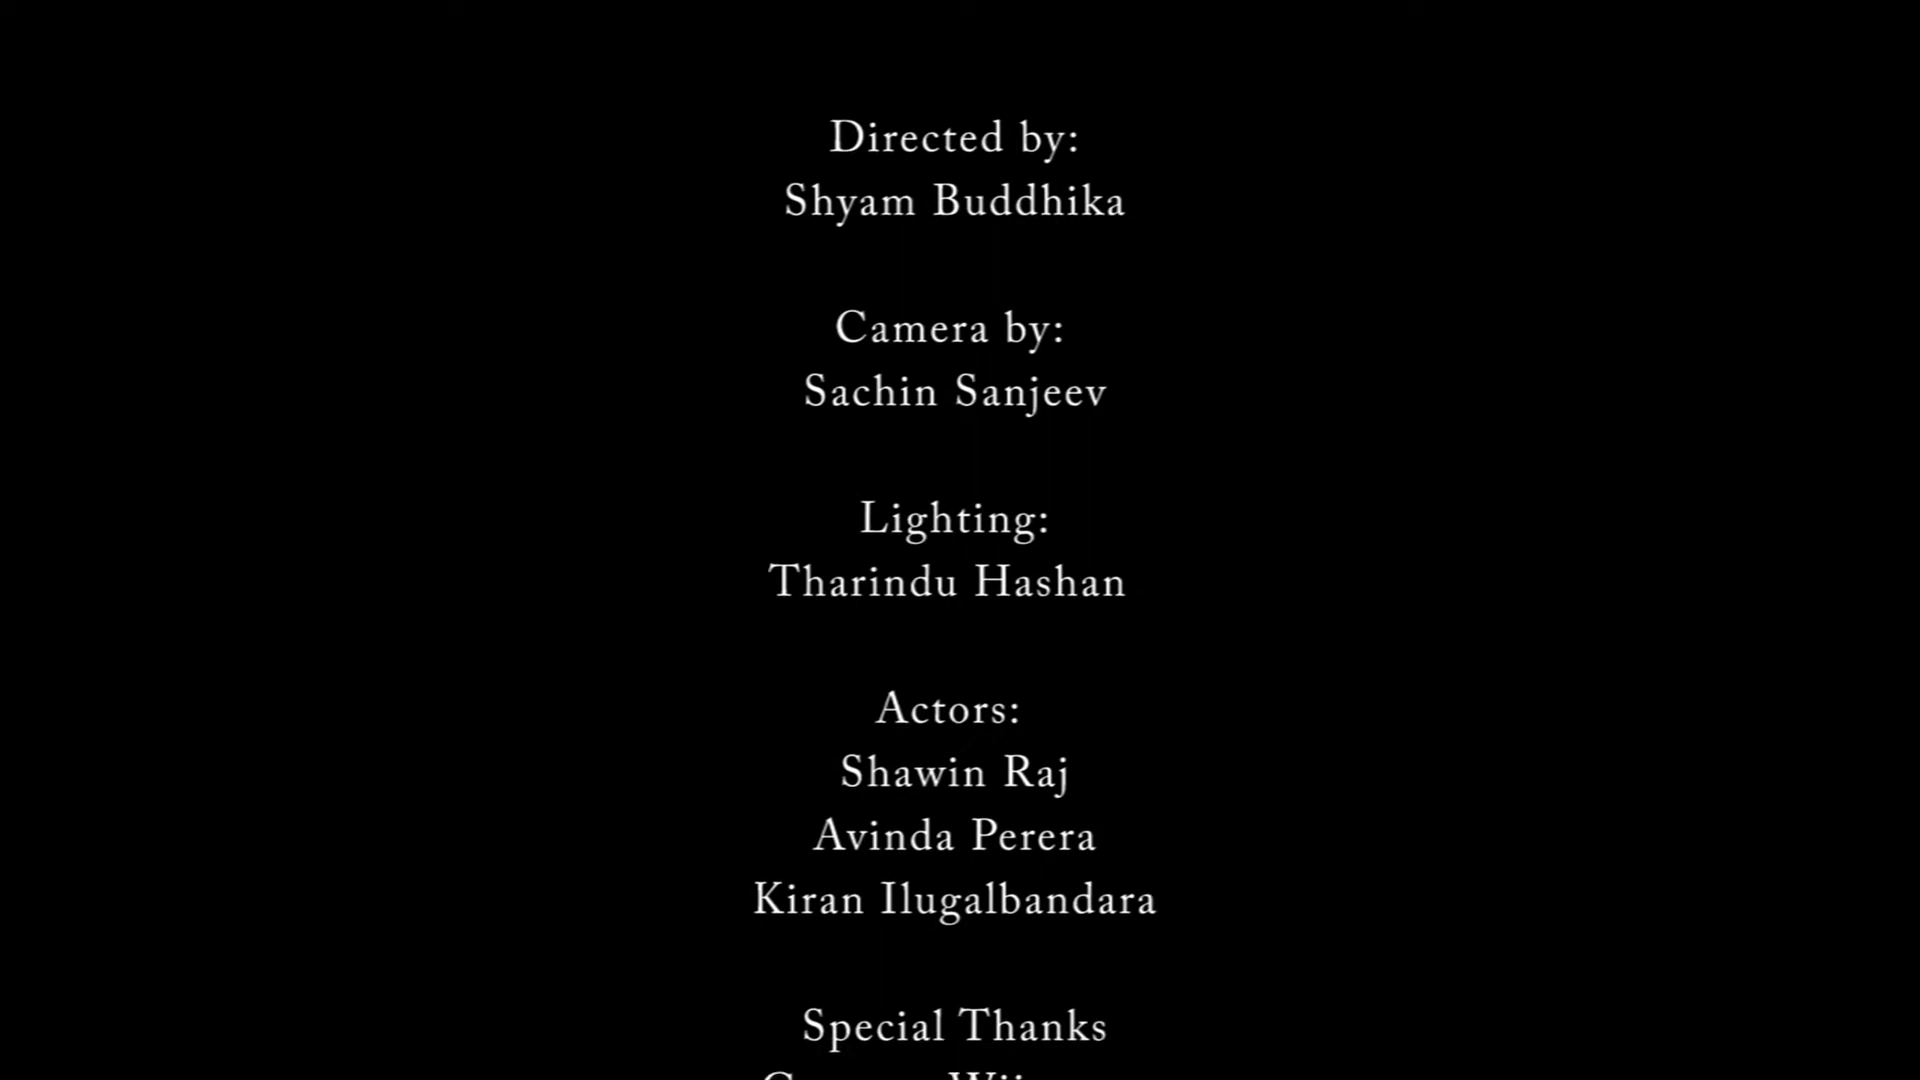 Directed by:
Shyam Buddhika
Camera by:
Sachin Sanjeev
Lighting:
Tharindu Hashan
Actors:
Shawin Raj
Avinda Perera
Kiran Ilugalbandara
Special Thanks